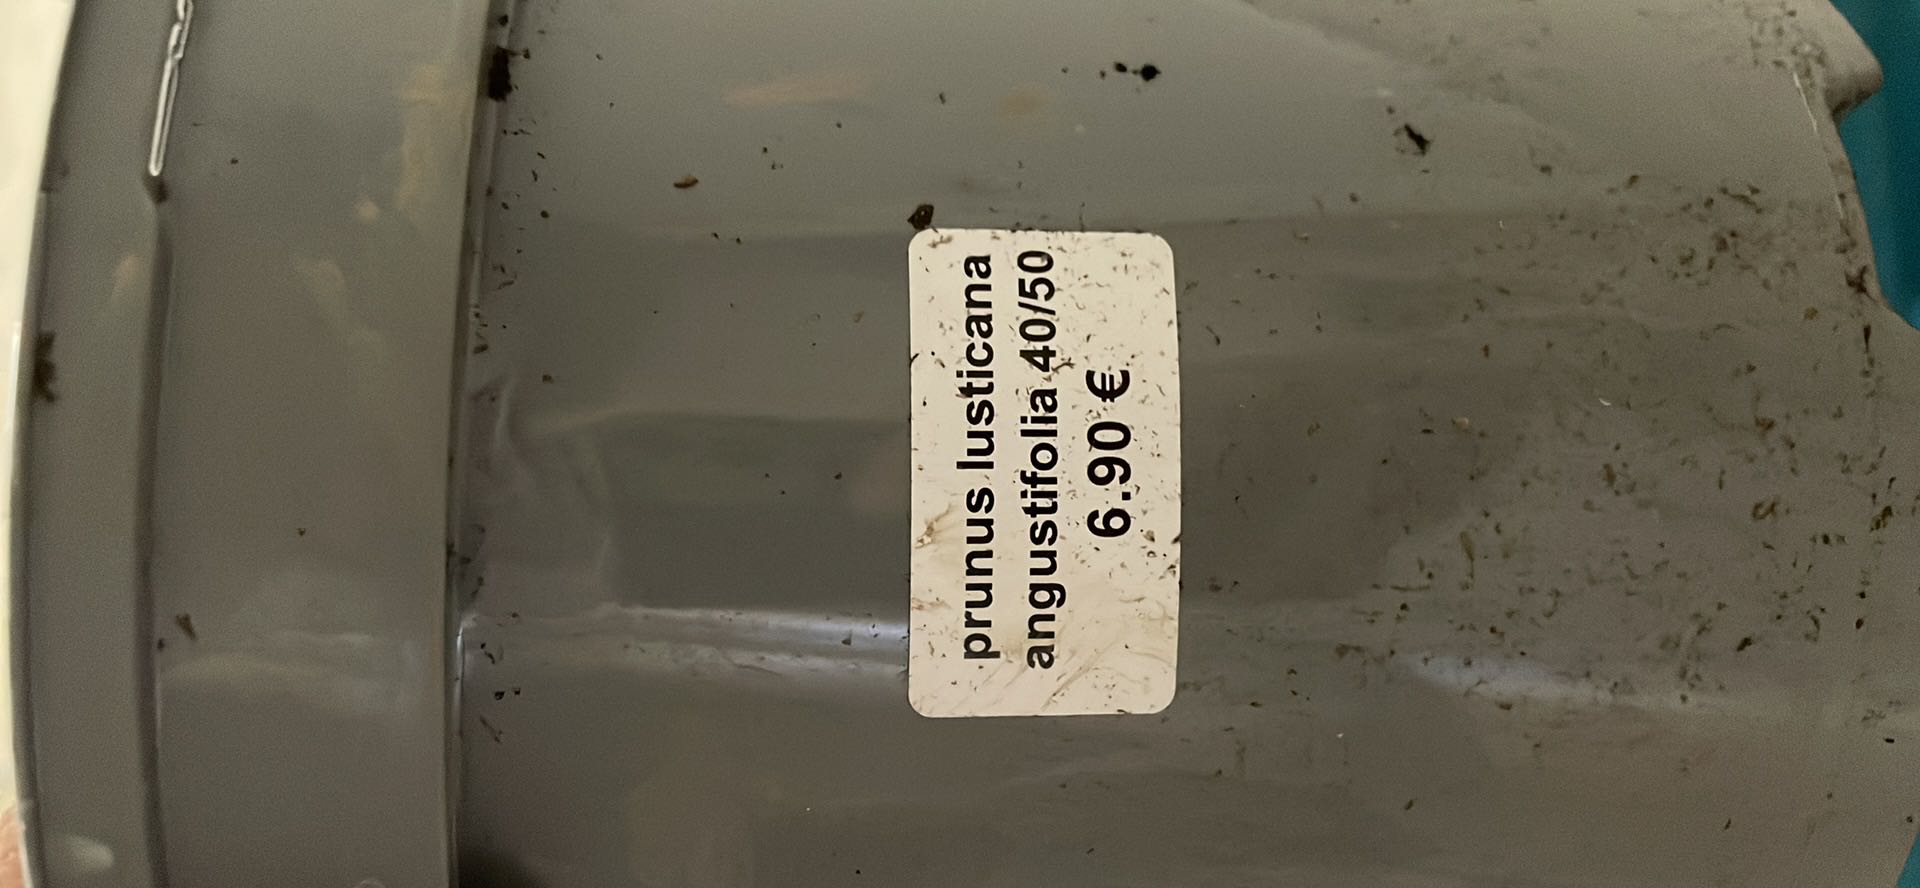 prunus lusticana
angustifolia 40/50
6.90 €